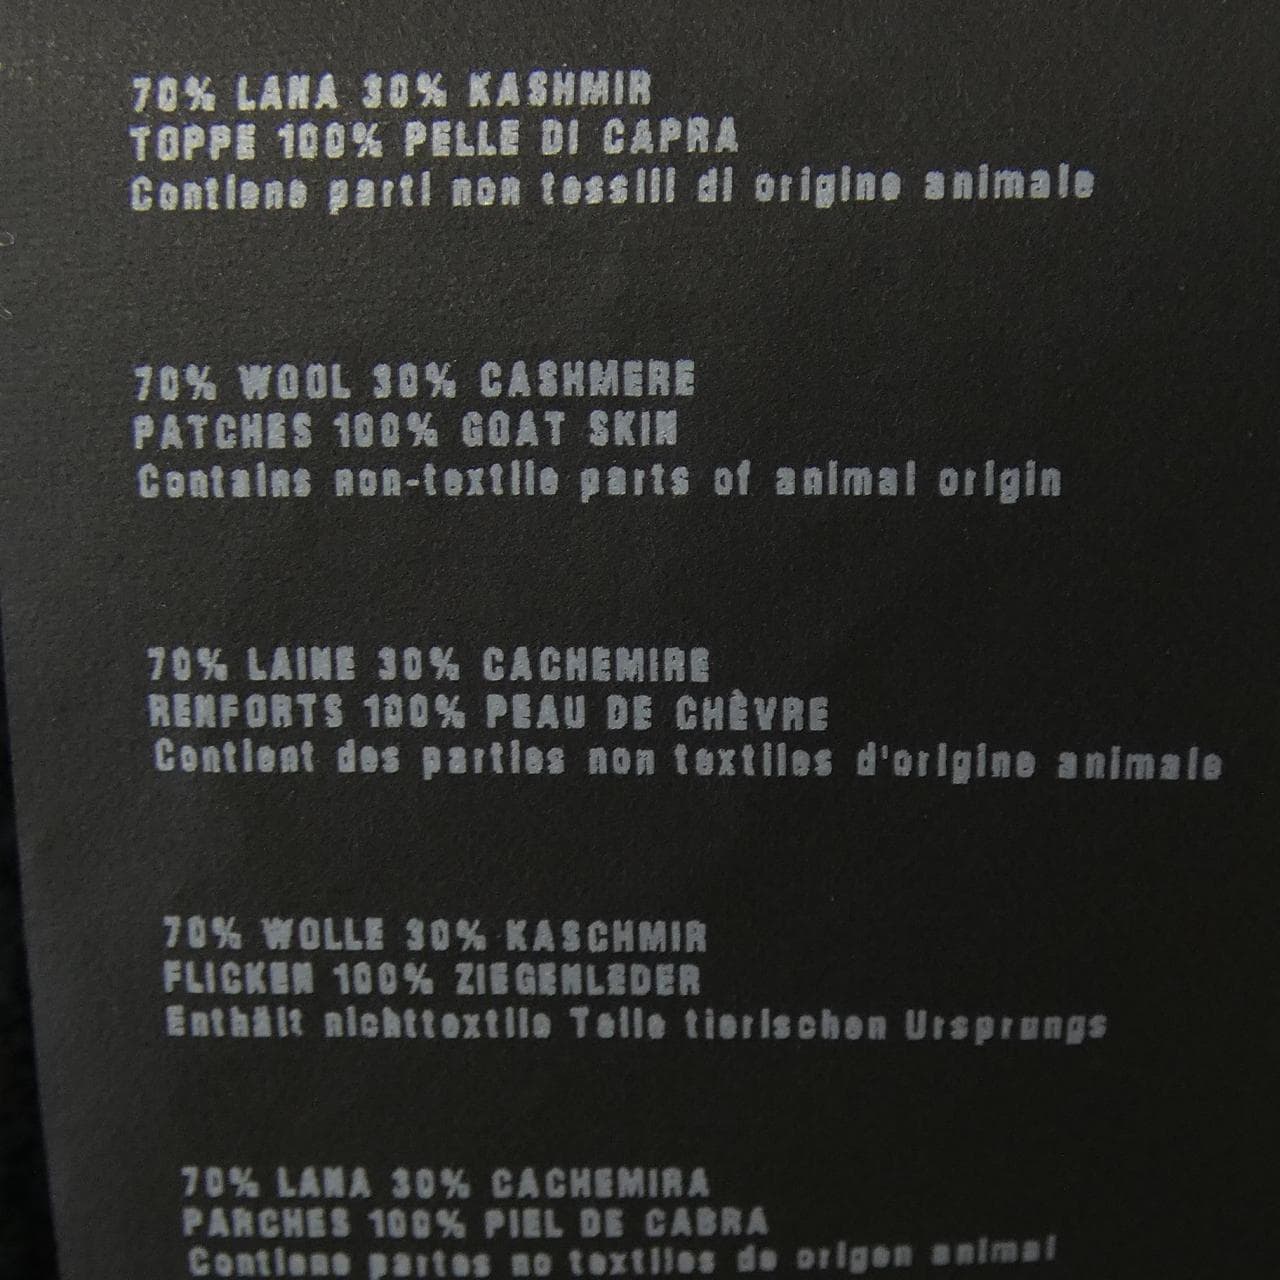 70% LANA 30% KASHMIR
TOPPE 100% PELLE DI CAPRA
Contiene parti non tessili di origine animale
70% WOOL 30% CASHMERE
PATCHES 100% GOAT SKIN
Contains non-textile parts of animal origin
70% LAINE 30% CACHEMIRE
RENFORTS 100% PEAU DE CHÈVRE
Contient des parties non textiles d'origine animale
70% WOLLE 30% KASCHMIR
FLICKEN 100% ZIEGENLEDER
Enthält nichttextile Teile tierischen Ursprungs
70% LANA 30% CACHEMIRA
PARCHES 100% PIEL DE CABRA
Contiene partes no textiles de origen animal